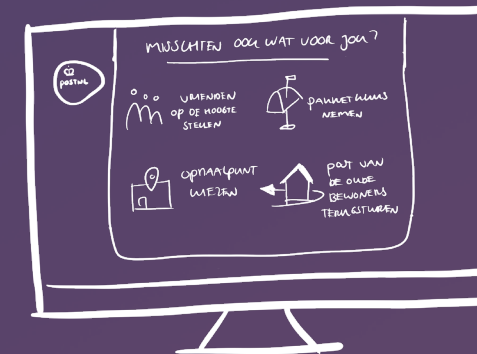 MISSCHIEN OOK WAT VOOR JOU?
POSTNL
VRIENDEN
OP DE HOOGTE
STELLEN
PAKKETKLUIS
NEMEN
OPHAALPUNT
KIEZEN
POST VAN
DE OUDE
BEWONERS
TERUGSTUREN